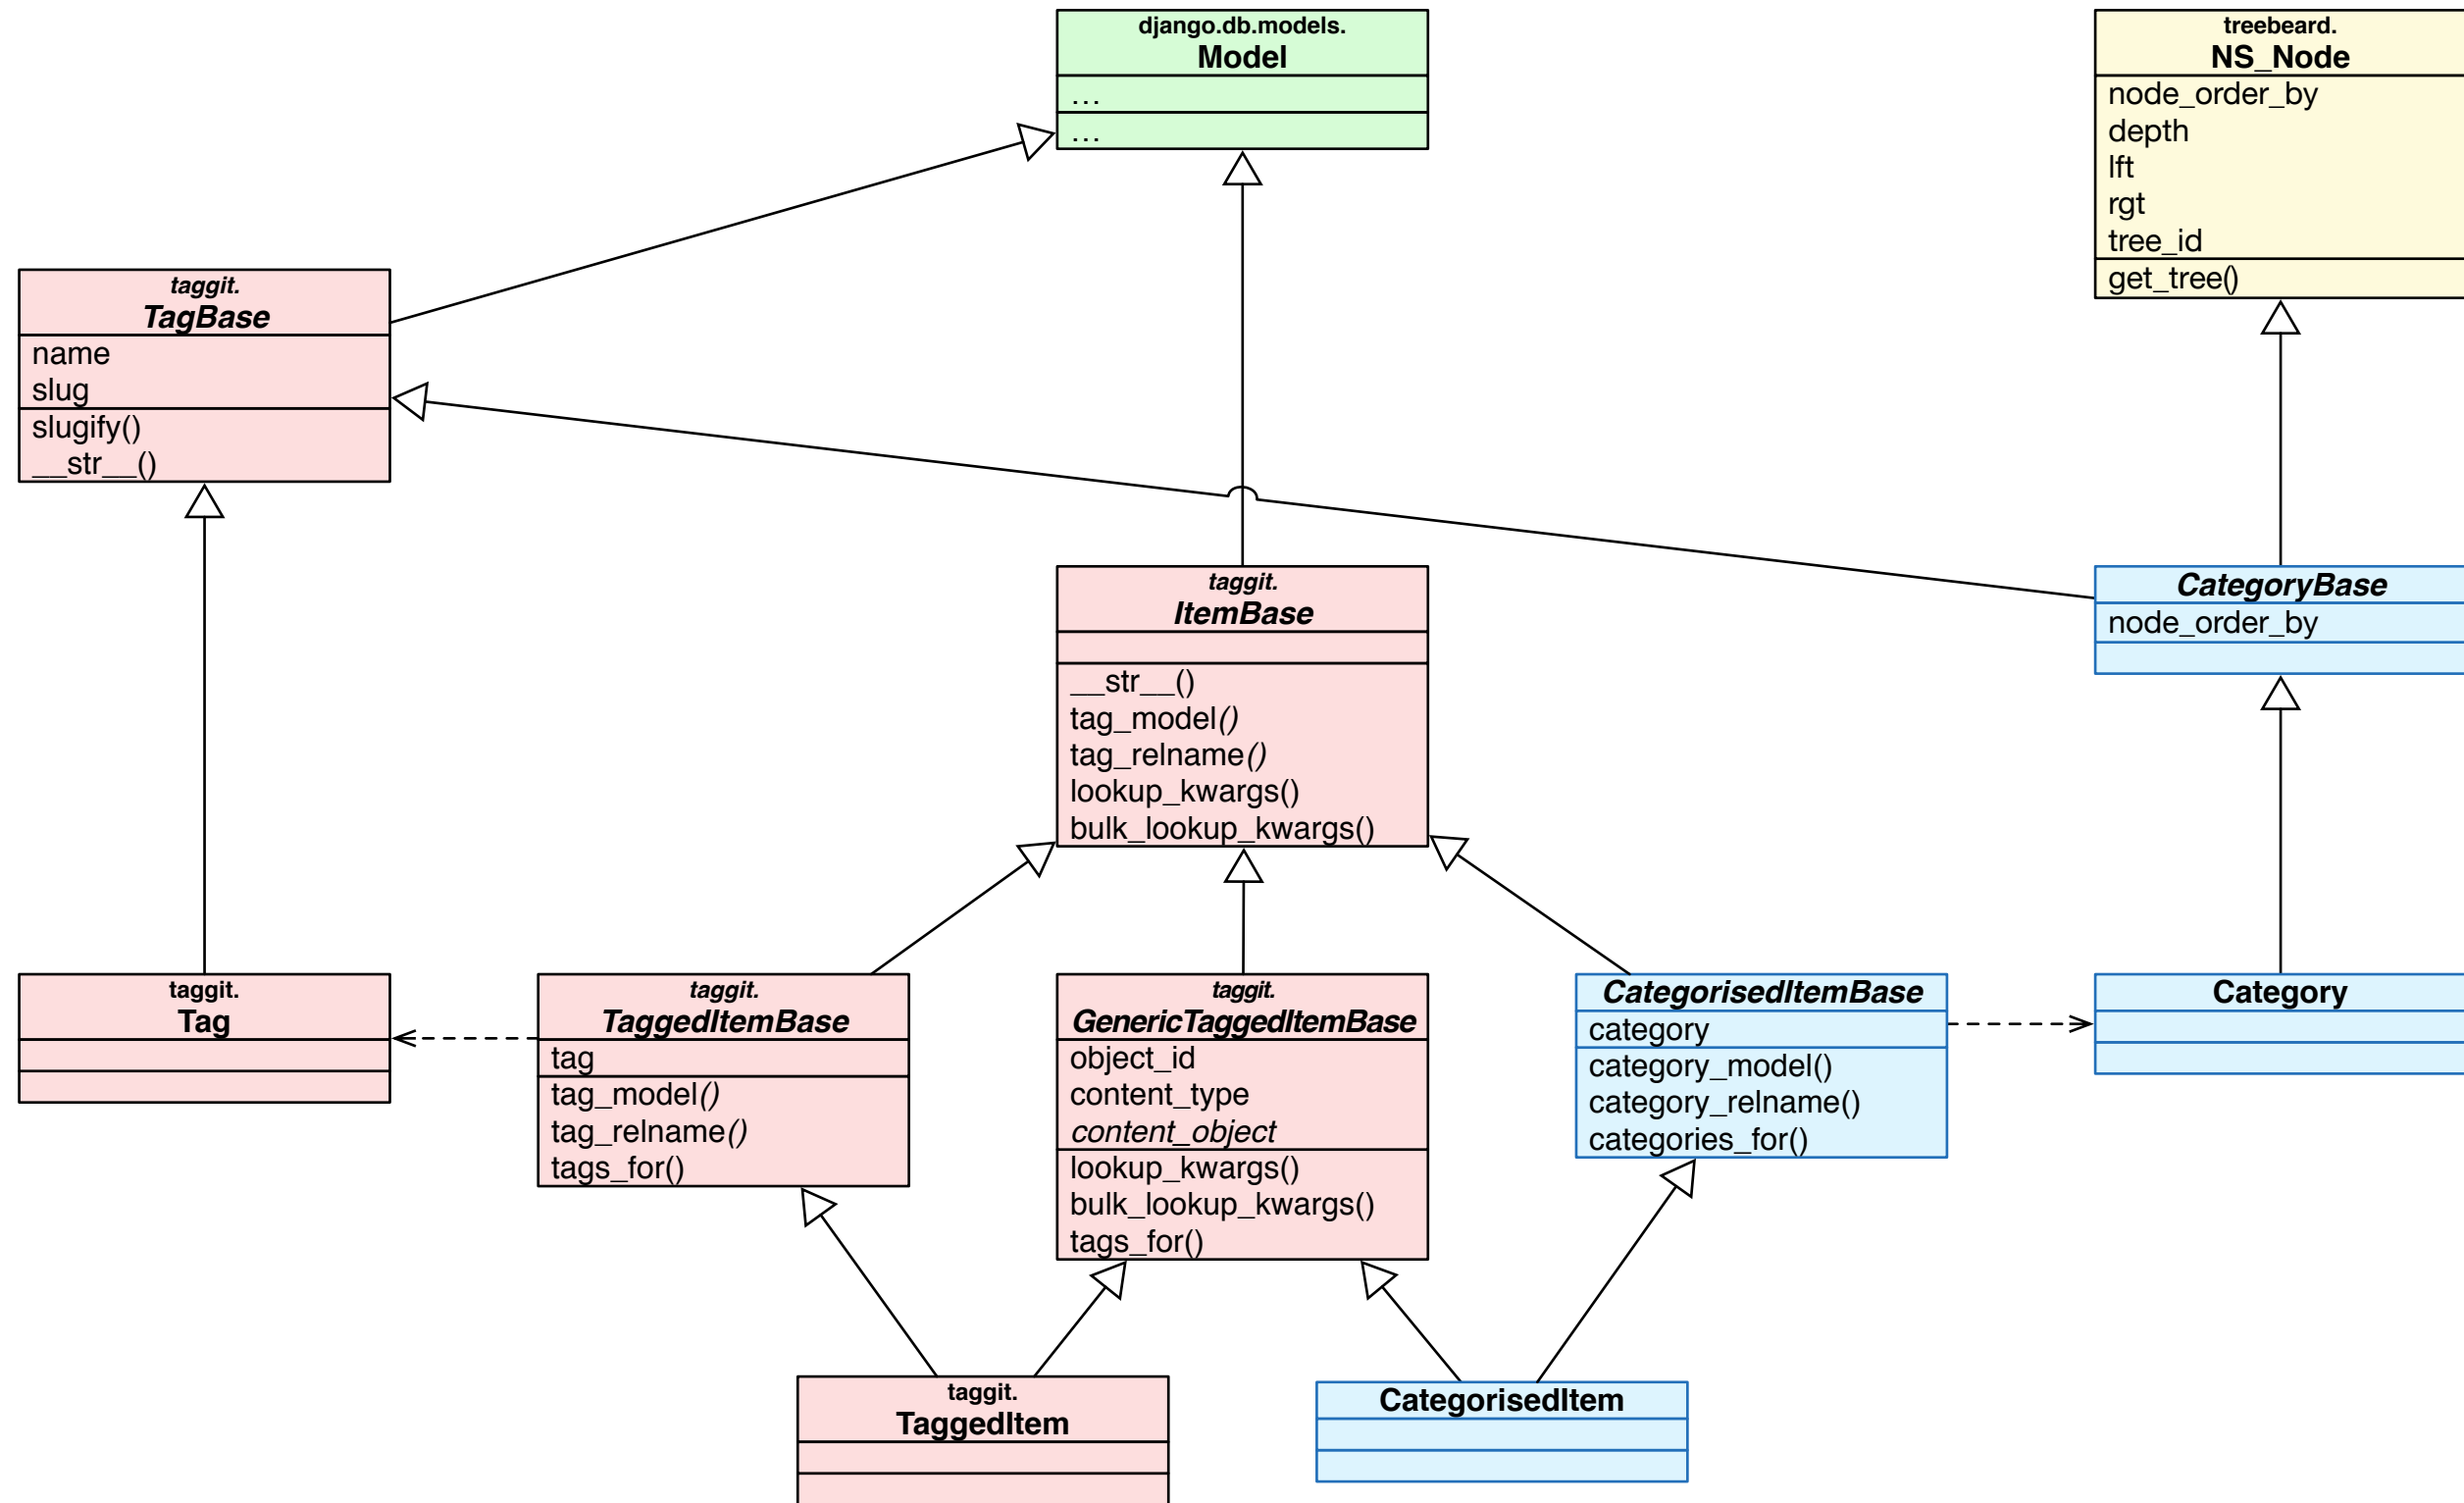 django.db.models.
Model
...
...
treebeard.
NS_Node
node_order_by
depth
lft
rgt
tree_id
get_tree()
taggit.
TagBase
name
slug
slugify()
__str__()
taggit.
ItemBase
__str__()
tag_model()
tag_relname()
lookup_kwargs()
bulk_lookup_kwargs()
CategoryBase
node_order_by
taggit.
Tag
taggit.
TaggedItemBase
tag
tag_model()
tag_relname()
tags_for()
taggit.
GenericTaggedItemBase
object_id
content_type
content_object
lookup_kwargs()
bulk_lookup_kwargs()
tags_for()
CategorisedItemBase
category
category_model()
category_relname()
categories_for()
Category
taggit.
TaggedItem
CategorisedItem